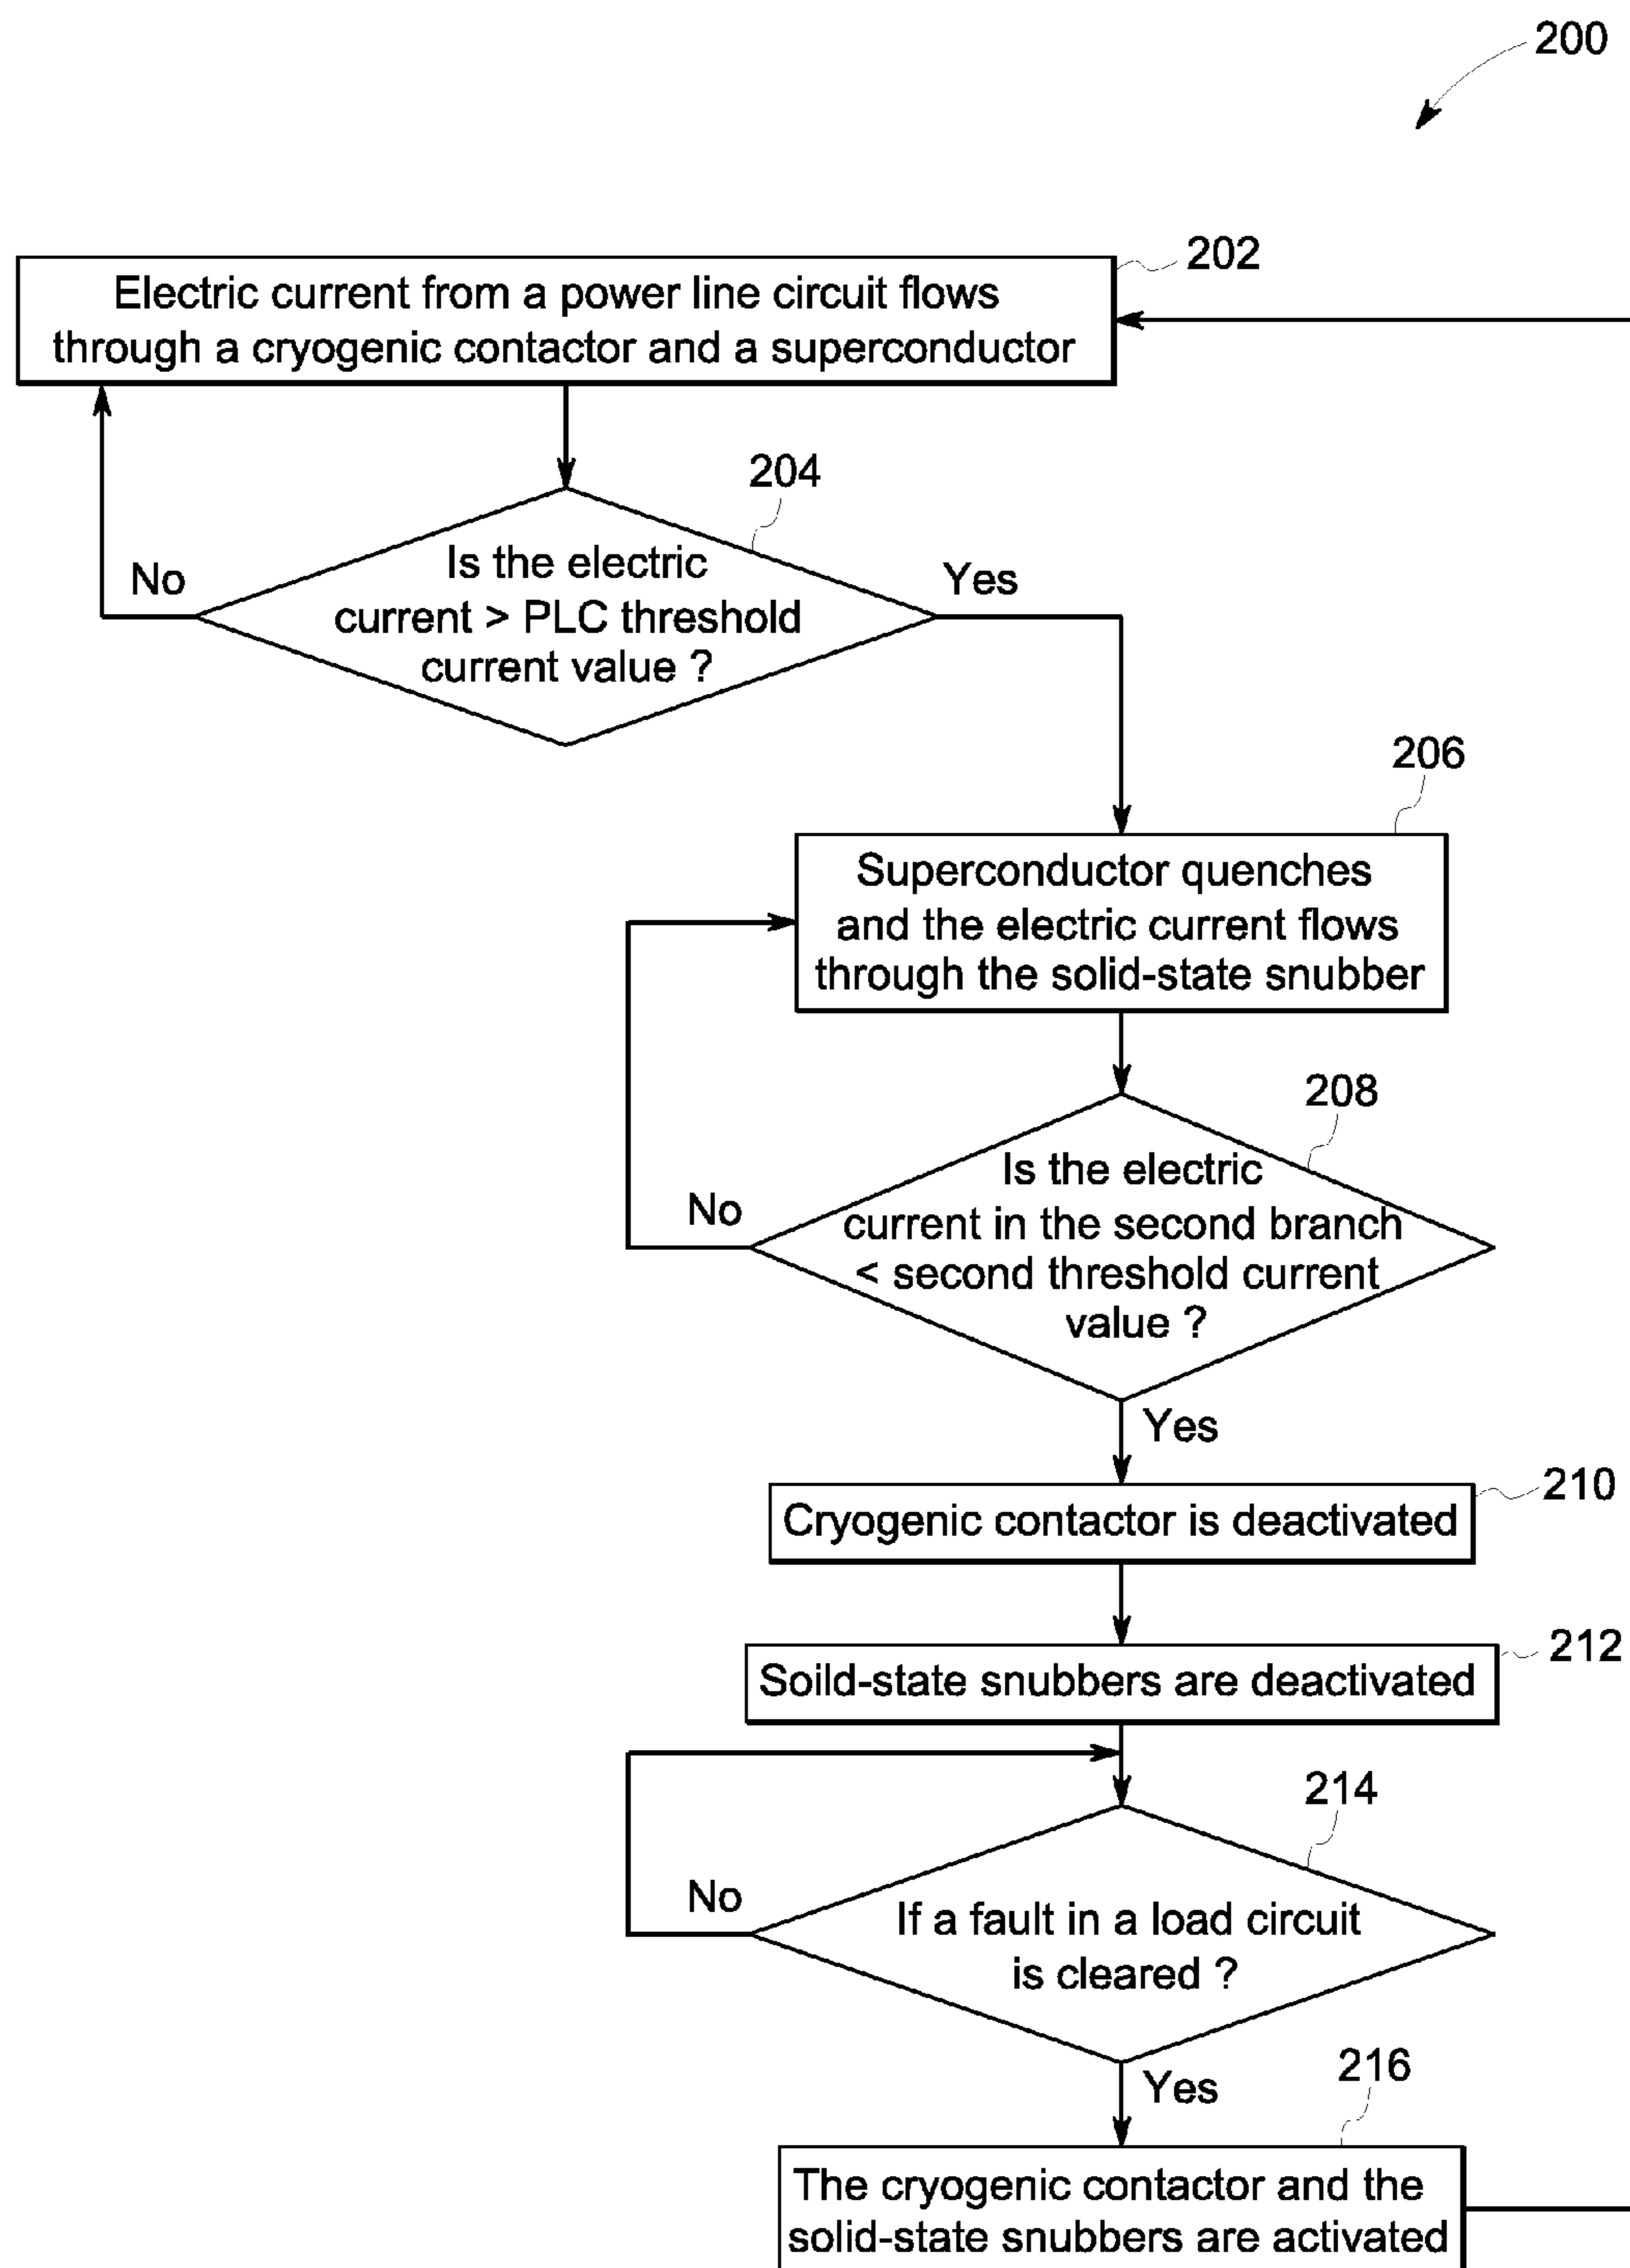 200
202
Electric current from a power line circuit flows
through a cryogenic contactor and a superconductor
204
Is the electric
current > PLC threshold
current value ?
No
Yes
206
Superconductor quenches
and the electric current flows
through the solid-state snubber
208
Is the electric
current in the second branch
< second threshold current
value ?
No
Yes
210
Cryogenic contactor is deactivated
212
Soild-state snubbers are deactivated
214
If a fault in a load circuit
is cleared ?
No
Yes
216
The cryogenic contactor and the
solid-state snubbers are activated